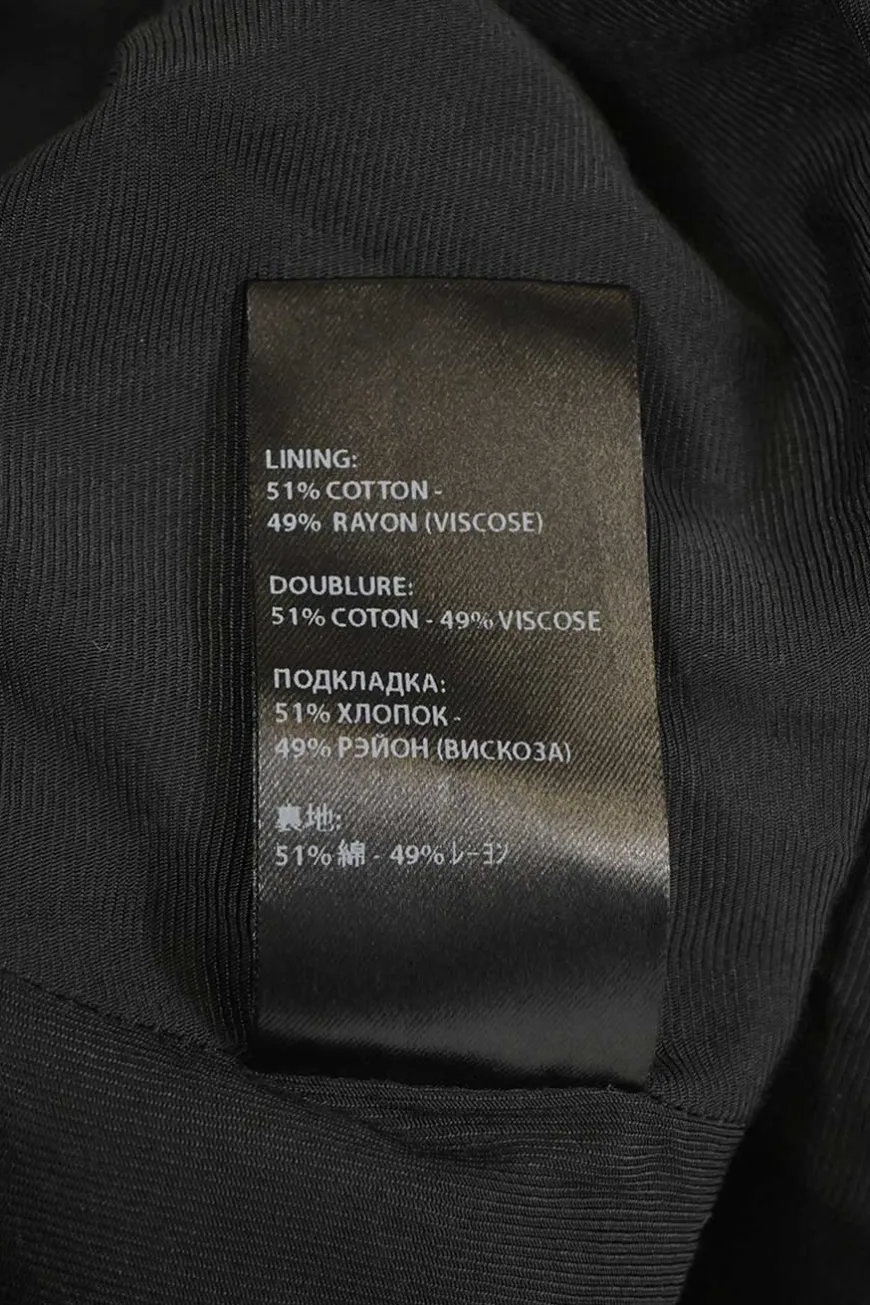 LINING:
51% COTTON -
49% RAYON (VISCOSE)
DOUBLURE:
51% COTON - 49% VISCOSE
ПОДКЛАДКА:
51% ХЛОПОК -
49% РЭЙОН (ВИСКОЗА)
裏地:
51% 綿 - 49% レーヨン